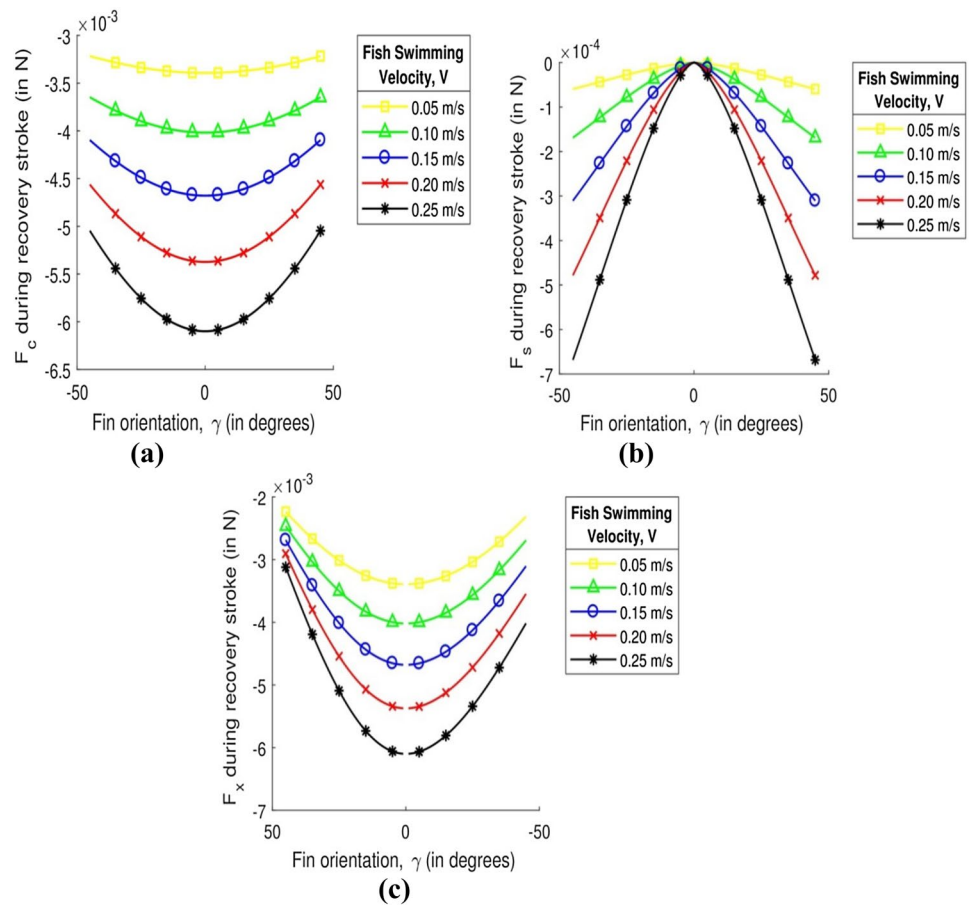 ×10⁻³
-3
-3.5
-4
-4.5
-5
-5.5
-6
-6.5
F_c during recovery stroke (in N)
-50
0
50
Fin orientation, γ (in degrees)
(a)
Fish Swimming
Velocity, V
0.05 m/s
0.10 m/s
0.15 m/s
0.20 m/s
0.25 m/s
×10⁻⁴
0
-1
-2
-3
-4
-5
-6
-7
F_s during recovery stroke (in N)
-50
0
50
Fin orientation, γ (in degrees)
(b)
Fish Swimming
Velocity, V
0.05 m/s
0.10 m/s
0.15 m/s
0.20 m/s
0.25 m/s
×10⁻³
-2
-3
-4
-5
-6
-7
F_x during recovery stroke (in N)
50
0
-50
Fin orientation, γ (in degrees)
(c)
Fish Swimming
Velocity, V
0.05 m/s
0.10 m/s
0.15 m/s
0.20 m/s
0.25 m/s